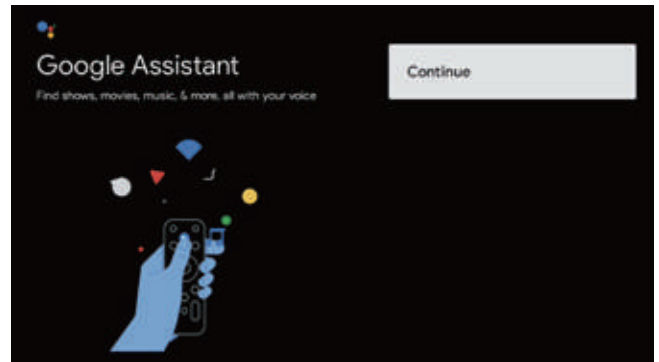 Google Assistant
Find shows, movies, music, & more, all with your voice
Continue